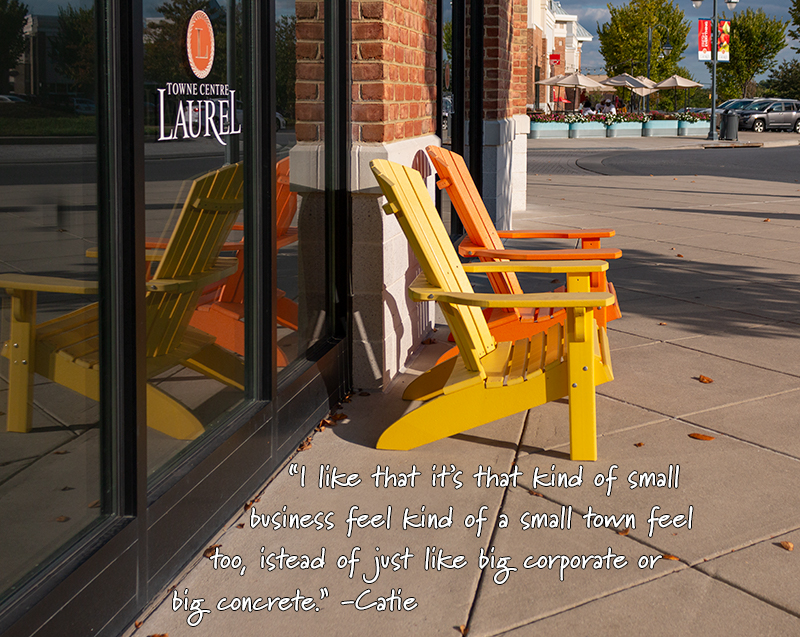 L
TOWNE CENTRE
LAUREL
“I like that it’s that kind of small
business feel kind of a small town feel
too, istead of just like big corporate or
big concrete.” -Catie